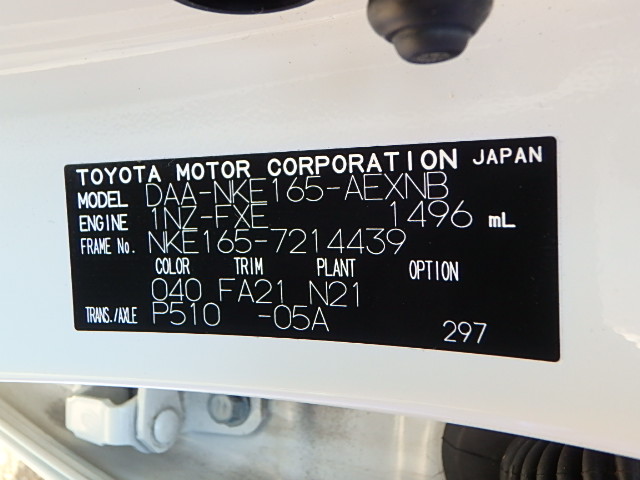 TOYOTA MOTOR CORPORATION JAPAN
MODEL DAA-NKE165-AEXNB
ENGINE 1NZ-FXE 1496 mL
FRAME No. NKE165-7214439
COLOR TRIM PLANT OPTION
040 FA21 N21
TRANS./AXLE P510 -05A
297